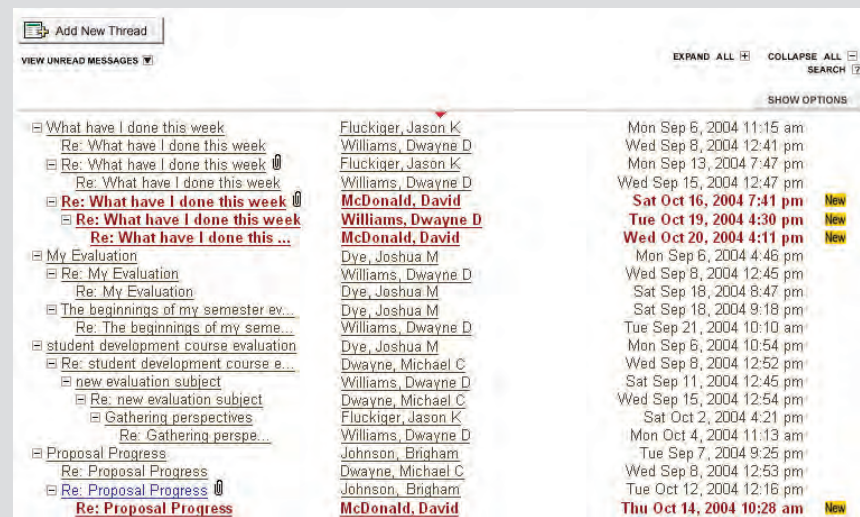 Add New Thread
VIEW UNREAD MESSAGES
EXPAND ALL COLLAPSE ALL
SEARCH ?
SHOW OPTIONS
What have I done this week Fluckiger, Jason K Mon Sep 6, 2004 11:15 am
Re: What have I done this week Williams, Dwayne D Wed Sep 8, 2004 12:41 pm
Re: What have I done this week Fluckiger, Jason K Mon Sep 13, 2004 7:47 pm
Re: What have I done this week Williams, Dwayne D Wed Sep 15, 2004 12:47 pm
Re: What have I done this week McDonald, David Sat Oct 16, 2004 7:41 pm New
Re: What have I done this week Williams, Dwayne D Tue Oct 19, 2004 4:30 pm New
Re: What have I done this ... McDonald, David Wed Oct 20, 2004 4:11 pm New
My Evaluation Dye, Joshua M Mon Sep 6, 2004 4:46 pm
Re: My Evaluation Williams, Dwayne D Wed Sep 8, 2004 12:45 pm
Re: My Evaluation Dye, Joshua M Sat Sep 18, 2004 8:47 pm
The beginnings of my semester ev... Dye, Joshua M Sat Sep 18, 2004 9:18 pm
Re: The beginnings of my seme... Williams, Dwayne D Tue Sep 21, 2004 10:10 am
student development course evaluation Dye, Joshua M Mon Sep 6, 2004 10:54 pm
Re: student development course e... Dwayne, Michael C Wed Sep 8, 2004 12:52 pm
new evaluation subject Williams, Dwayne D Sat Sep 11, 2004 12:45 pm
Re: new evaluation subject Dwayne, Michael C Wed Sep 15, 2004 12:54 pm
Gathering perspectives Fluckiger, Jason K Sat Oct 2, 2004 4:21 pm
Re: Gathering perspe... Williams, Dwayne D Mon Oct 4, 2004 11:13 am
Proposal Progress Johnson, Brigham Tue Sep 7, 2004 9:25 pm
Re: Proposal Progress Dwayne, Michael C Wed Sep 8, 2004 12:53 pm
Re: Proposal Progress Johnson, Brigham Tue Oct 12, 2004 12:16 pm
Re: Proposal Progress McDonald, David Thu Oct 14, 2004 10:28 am New